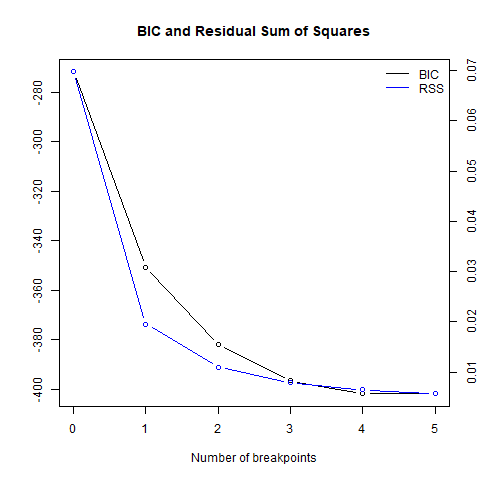 BIC and Residual Sum of Squares
BIC
RSS
-280
-300
-320
-340
-360
-380
-400
0.07
0.06
0.05
0.04
0.03
0.02
0.01
0 1 2 3 4 5
Number of breakpoints